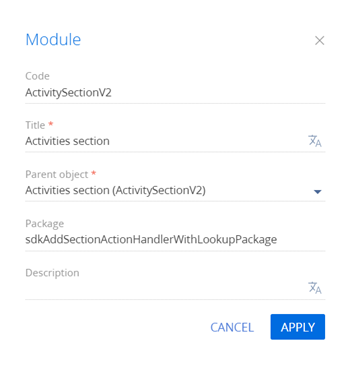 Module
Code
ActivitySectionV2
Title *
Activities section
Parent object *
Activities section (ActivitySectionV2)
Package
sdkAddSectionActionHandlerWithLookupPackage
Description
CANCEL APPLY